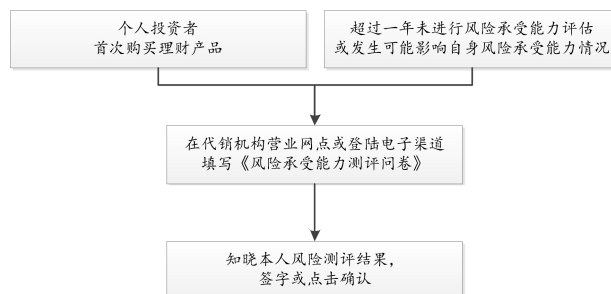 个人投资者
首次购买理财产品
超过一年未进行风险承受能力评估
或发生可能影响自身风险承受能力情况
在代销机构营业网点或登陆电子渠道
填写《风险承受能力测评问卷》
知晓本人风险测评结果，
签字或点击确认